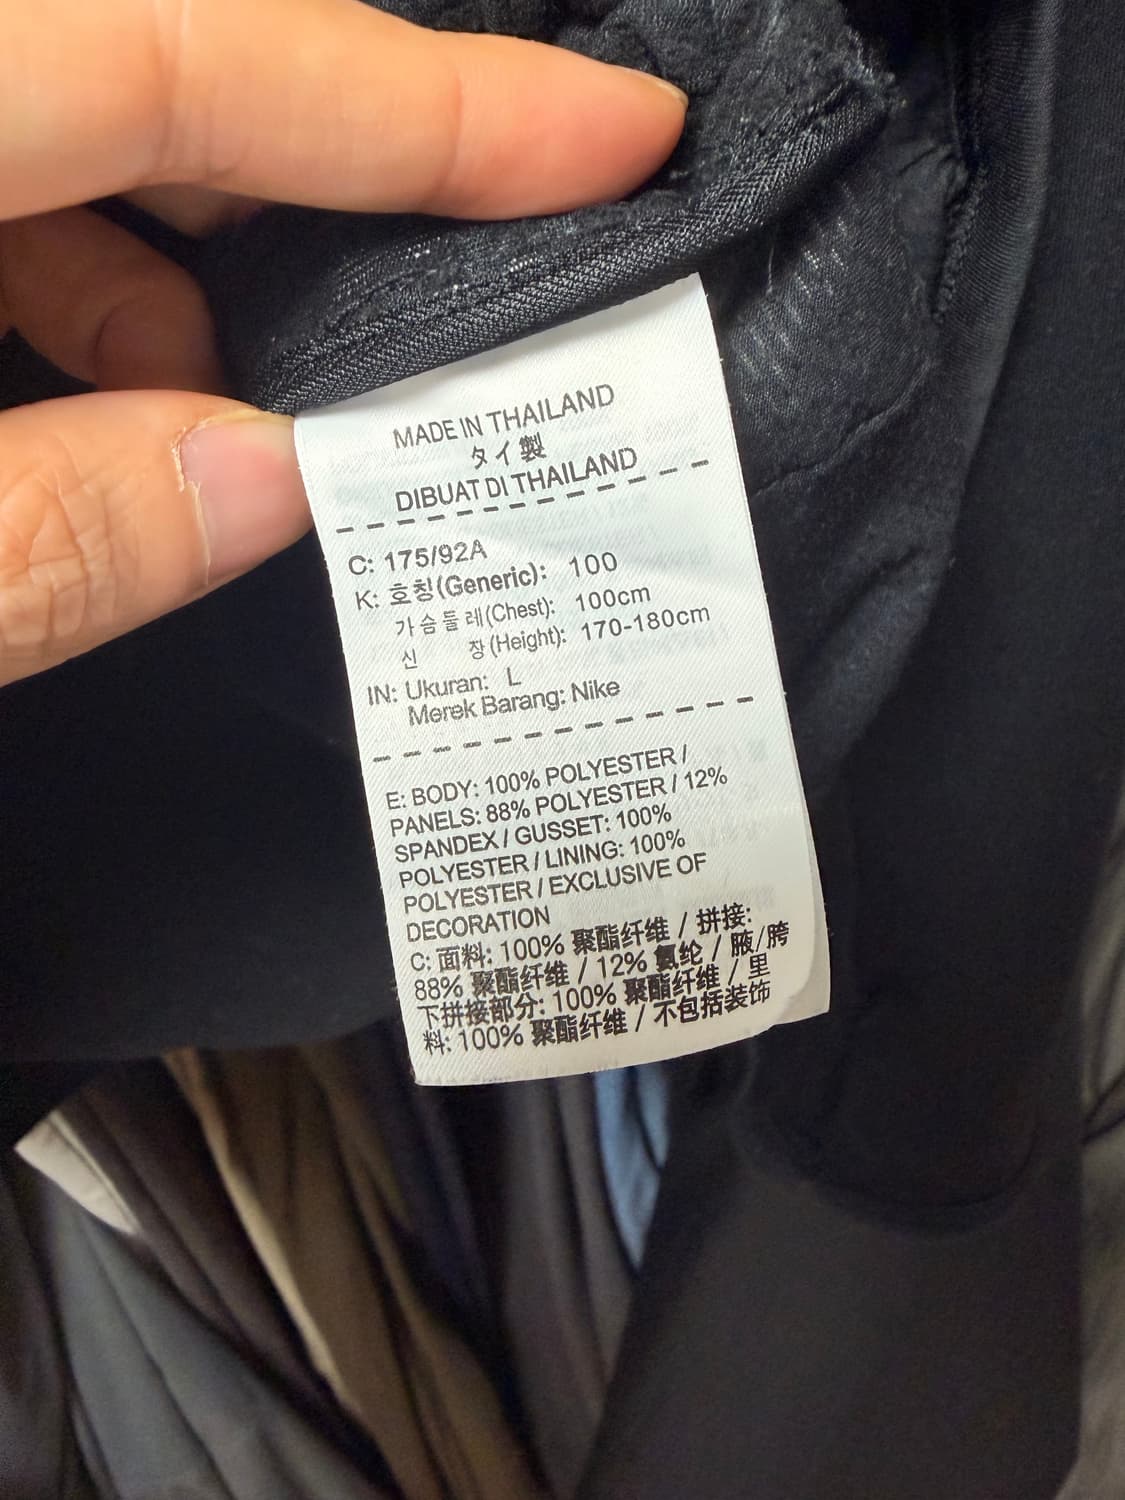 MADE IN THAILAND
タイ製
DIBUAT DI THAILAND
C: 175/92A
K: 호칭(Generic): 100
가슴둘레(Chest): 100cm
신 장(Height): 170-180cm
IN: Ukuran: L
Merek Barang: Nike
E: BODY: 100% POLYESTER /
PANELS: 88% POLYESTER / 12%
SPANDEX / GUSSET: 100%
POLYESTER / LINING: 100%
POLYESTER / EXCLUSIVE OF
DECORATION
C: 面料: 100% 聚酯纤维 / 拼接:
88% 聚酯纤维 / 12% 氨纶 / 腋/胯
下拼接部分: 100% 聚酯纤维 / 里
料: 100% 聚酯纤维 / 不包括装饰